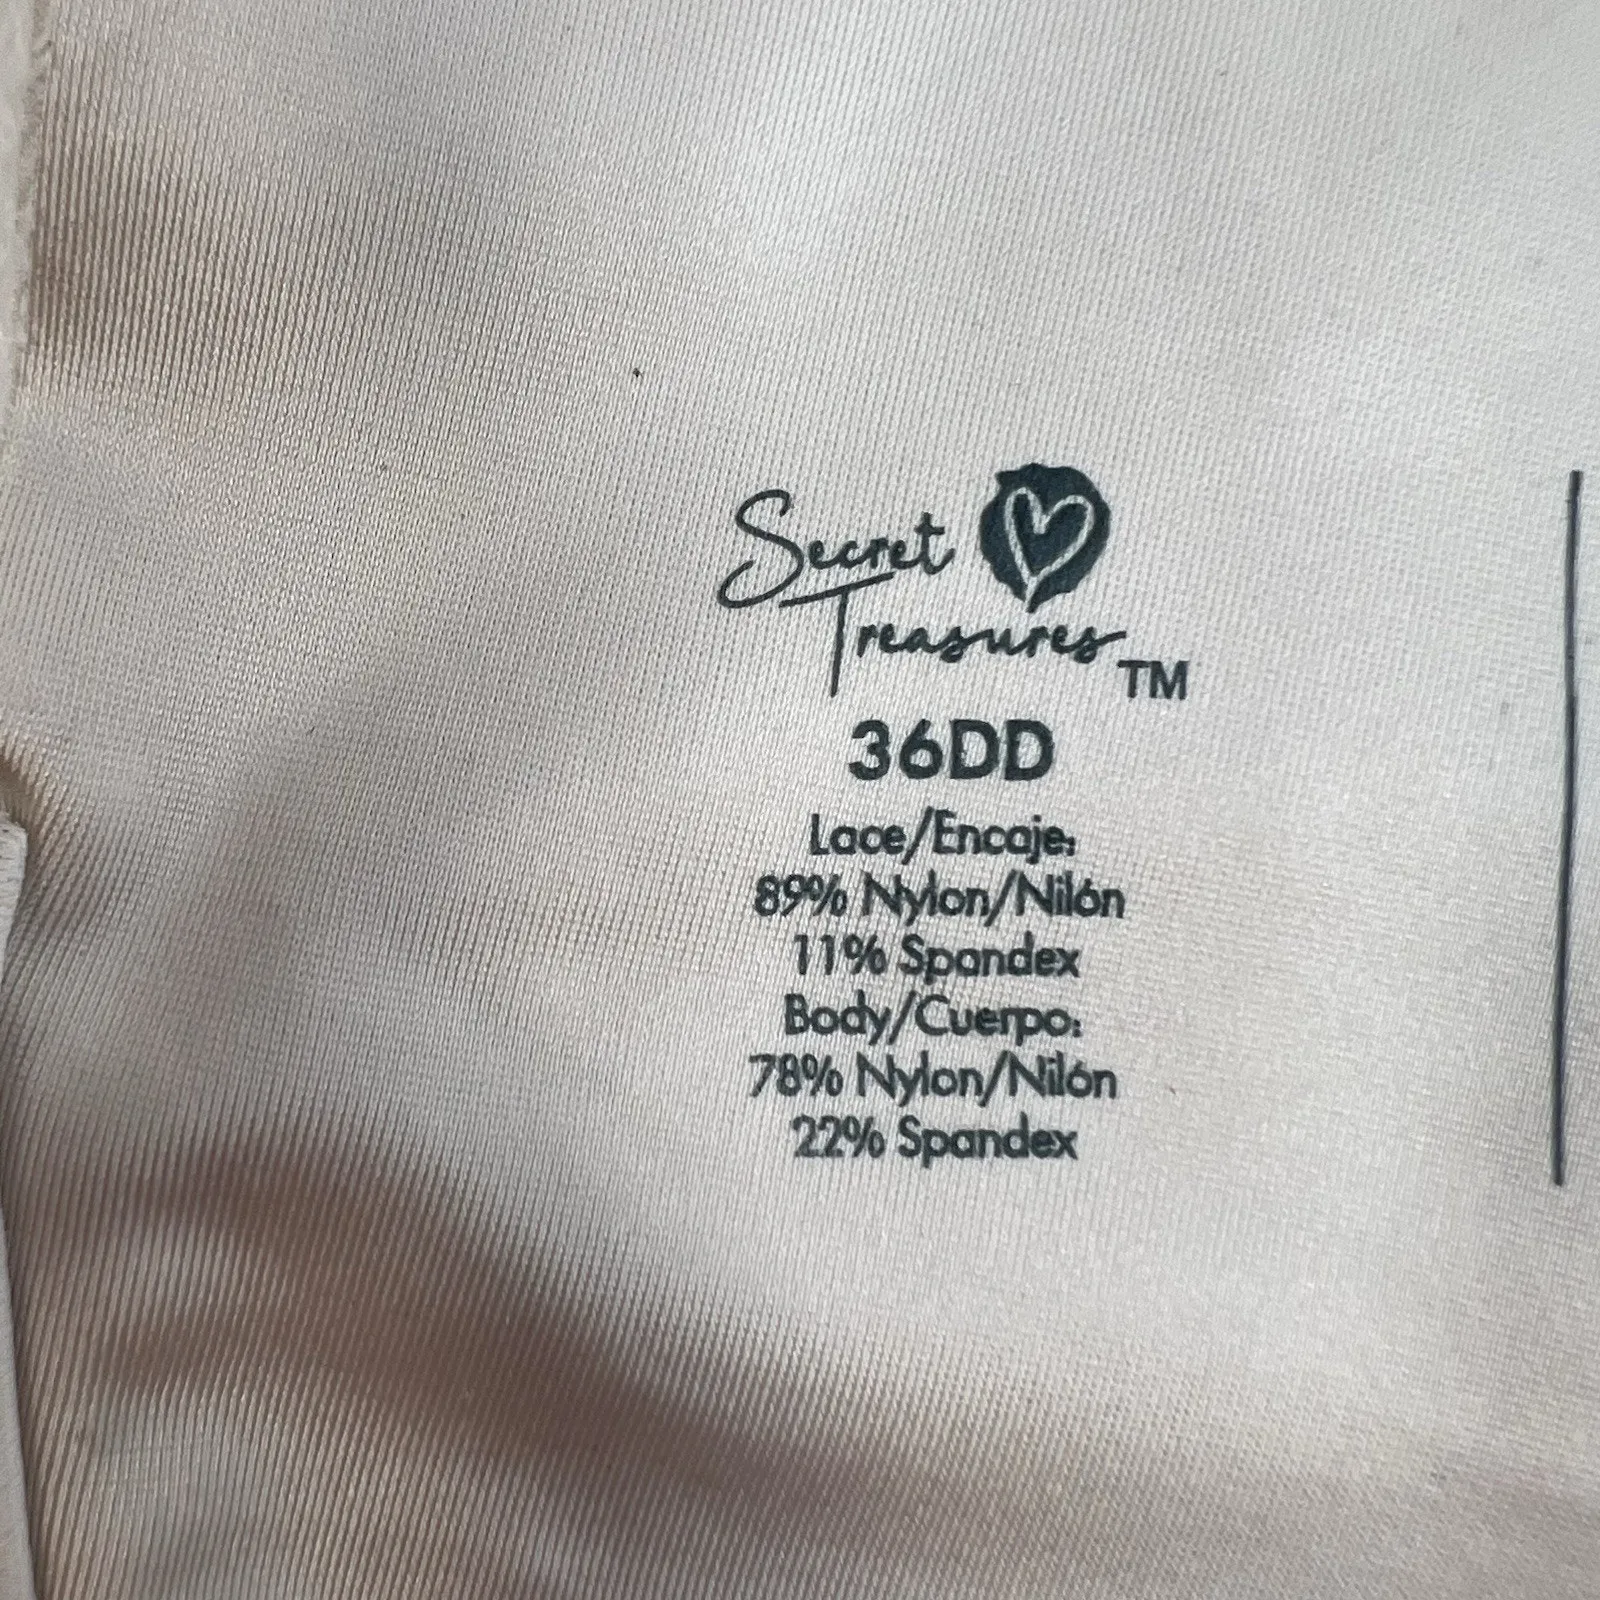 Secret
Treasures TM
36DD
Lace/Encaje:
89% Nylon/Nilón
11% Spandex
Body/Cuerpo:
78% Nylon/Nilón
22% Spandex